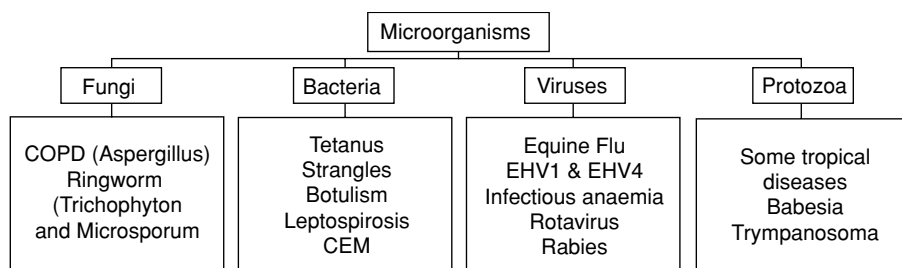 Microorganisms
Fungi
Bacteria
Viruses
Protozoa
COPD (Aspergillus)
Ringworm
(Trichophyton
and Microsporum
Tetanus
Strangles
Botulism
Leptospirosis
CEM
Equine Flu
EHV1 & EHV4
Infectious anaemia
Rotavirus
Rabies
Some tropical
diseases
Babesia
Trympanosoma